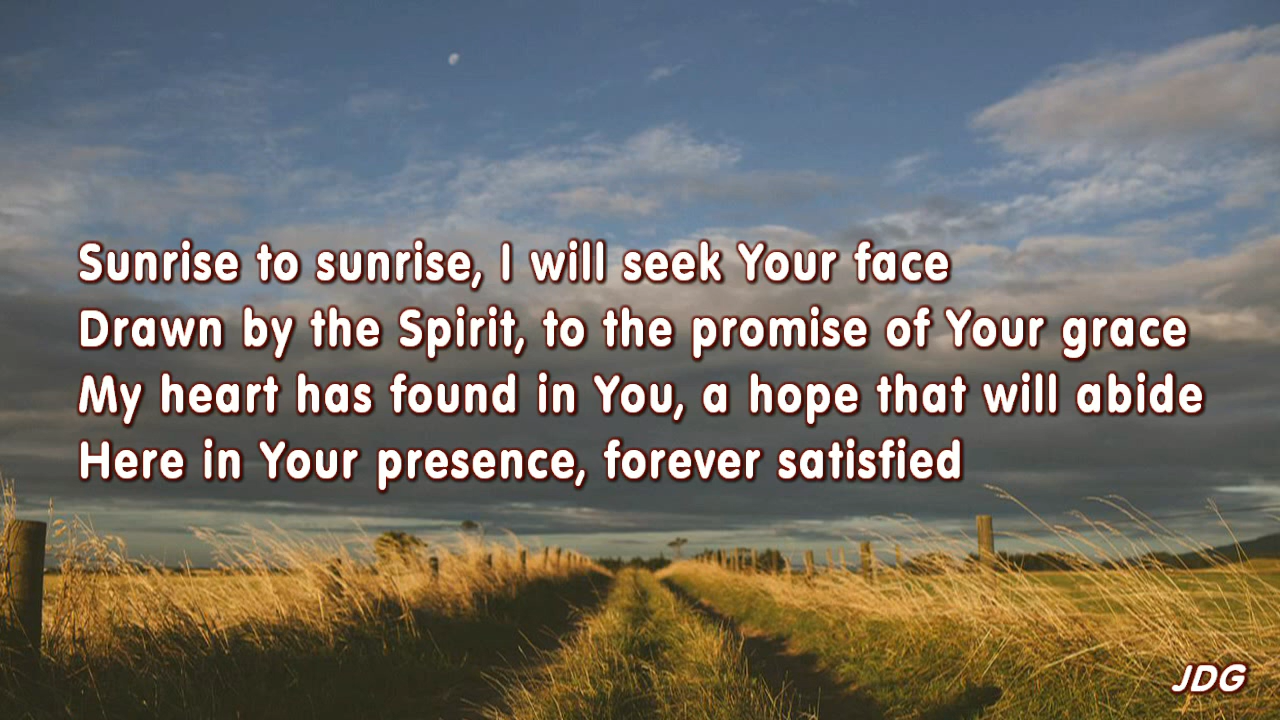 Sunrise to sunrise, I will seek Your face
Drawn by the Spirit, to the promise of Your grace
My heart has found in You, a hope that will abide
Here in Your presence, forever satisfied
JDG